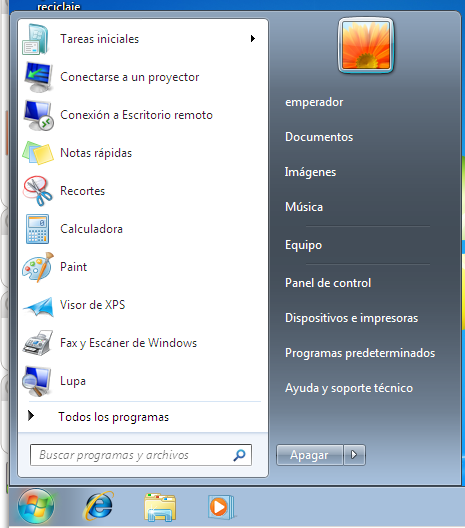 reciclaje
Tareas iniciales
Conectarse a un proyector
Conexión a Escritorio remoto
Notas rápidas
Recortes
Calculadora
Paint
Visor de XPS
Fax y Escáner de Windows
Lupa
Todos los programas
Buscar programas y archivos
emperador
Documentos
Imágenes
Música
Equipo
Panel de control
Dispositivos e impresoras
Programas predeterminados
Ayuda y soporte técnico
Apagar